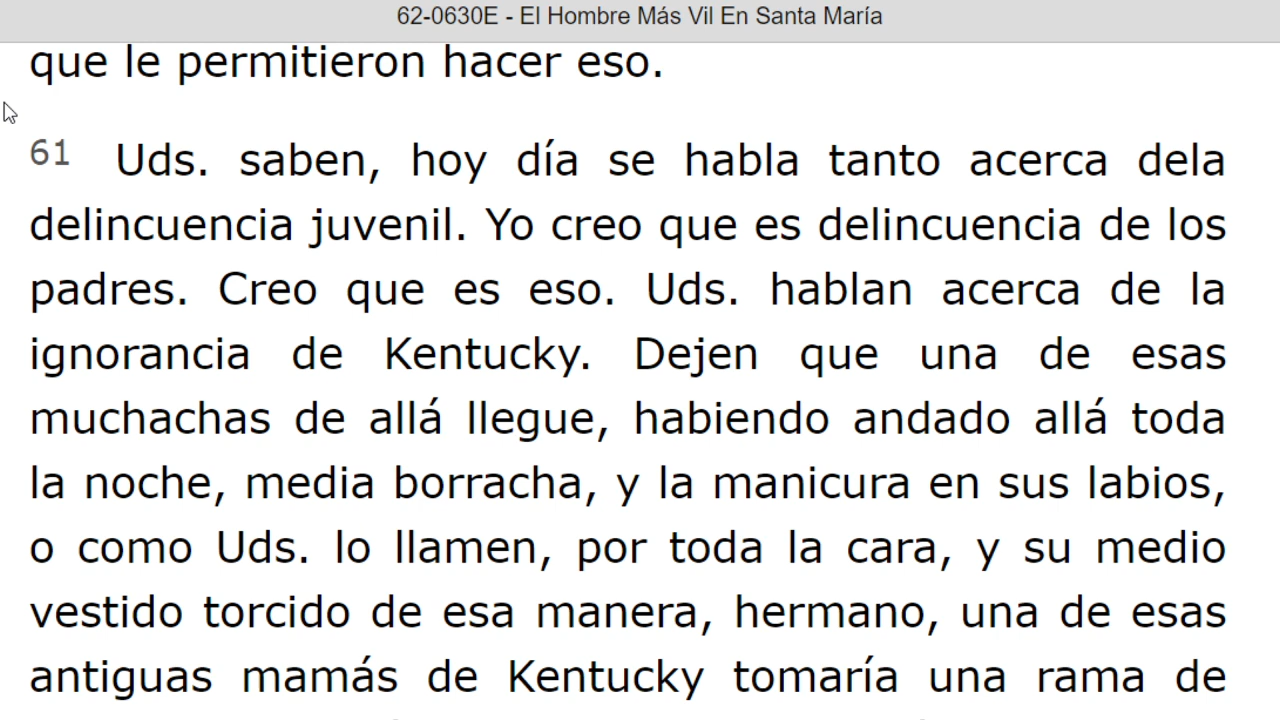 62-0630E - El Hombre Más Vil En Santa María
que le permitieron hacer eso.
61 Uds. saben, hoy día se habla tanto acerca dela
delincuencia juvenil. Yo creo que es delincuencia de los
padres. Creo que es eso. Uds. hablan acerca de la
ignorancia de Kentucky. Dejen que una de esas
muchachas de allá llegue, habiendo andado allá toda
la noche, media borracha, y la manicura en sus labios,
o como Uds. lo llamen, por toda la cara, y su medio
vestido torcido de esa manera, hermano, una de esas
antiguas mamás de Kentucky tomaría una rama de